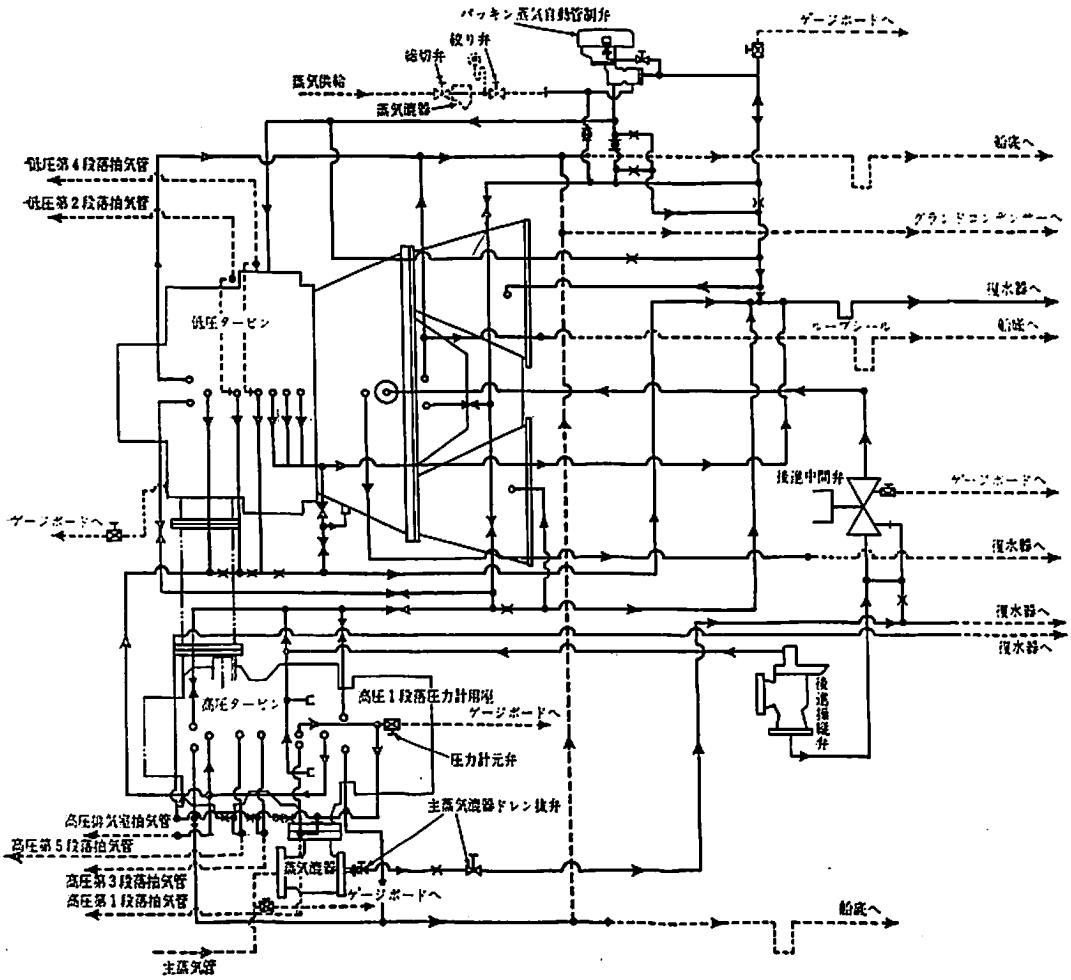 パッキン蒸気自動管制弁
ゲージボードへ
絞り弁
締切弁
蒸気供給
蒸気濾器
船底へ
低圧第4段落抽気管
低圧第2段落抽気管
グランドコンデンサーへ
復水器へ
低圧タービン
ループシール
船底へ
後進中間弁
ゲージボードへ
ゲージボードへ
復水器へ
復水器へ
復水器へ
高圧タービン
高圧1段落圧力計用座
ゲージボードへ
後進操縦弁
圧力計元弁
主蒸気濾器ドレン抜弁
高圧排気室抽気管
高圧第5段落抽気管
蒸気濾器
高圧第3段落抽気管
ゲージボードへ
高圧第1段落抽気管
船底へ
主蒸気管